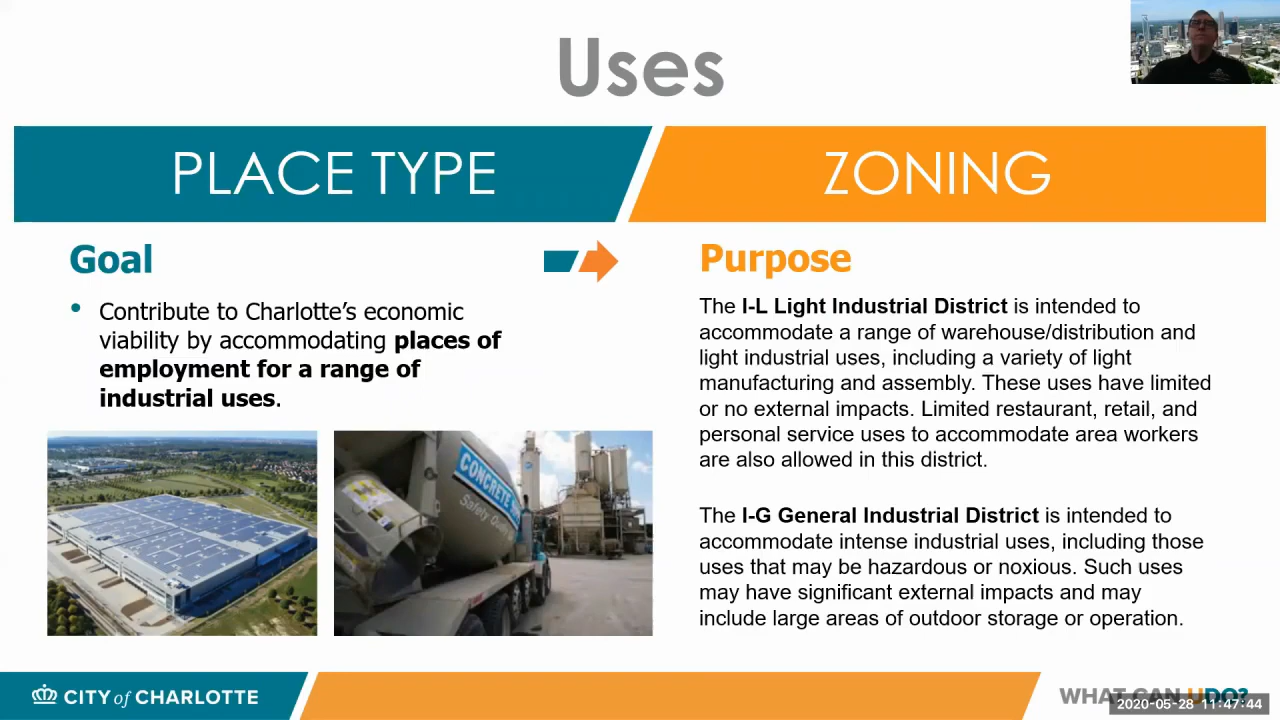 Uses
PLACE TYPE
ZONING
Goal
• Contribute to Charlotte's economic
viability by accommodating places of
employment for a range of
industrial uses.
CONCRETE
Safely
Purpose
The I-L Light Industrial District is intended to
accommodate a range of warehouse/distribution and
light industrial uses, including a variety of light
manufacturing and assembly. These uses have limited
or no external impacts. Limited restaurant, retail, and
personal service uses to accommodate area workers
are also allowed in this district.
The I-G General Industrial District is intended to
accommodate intense industrial uses, including those
uses that may be hazardous or noxious. Such uses
may have significant external impacts and may
include large areas of outdoor storage or operation.
CITY of CHARLOTTE
WHAT CAN UDO?
2020-05-28 11:47:44